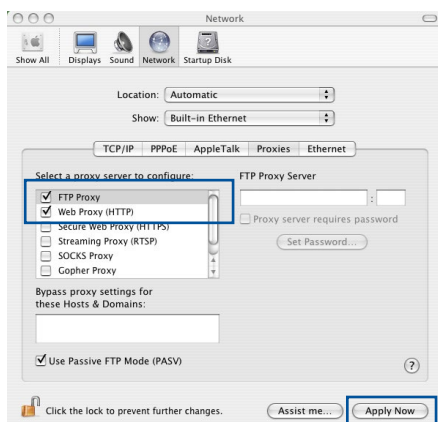 Network
Show All Displays Sound Network Startup Disk
Location: Automatic
Show: Built-in Ethernet
TCP/IP PPPoE AppleTalk Proxies Ethernet
Select a proxy server to configure: FTP Proxy Server
FTP Proxy :
Web Proxy (HTTP) Proxy server requires password
Secure Web Proxy (HTTPS)
Streaming Proxy (RTSP) Set Password...
SOCKS Proxy
Gopher Proxy
Bypass proxy settings for
these Hosts & Domains:
Use Passive FTP Mode (PASV) ?
Click the lock to prevent further changes. Assist me... Apply Now